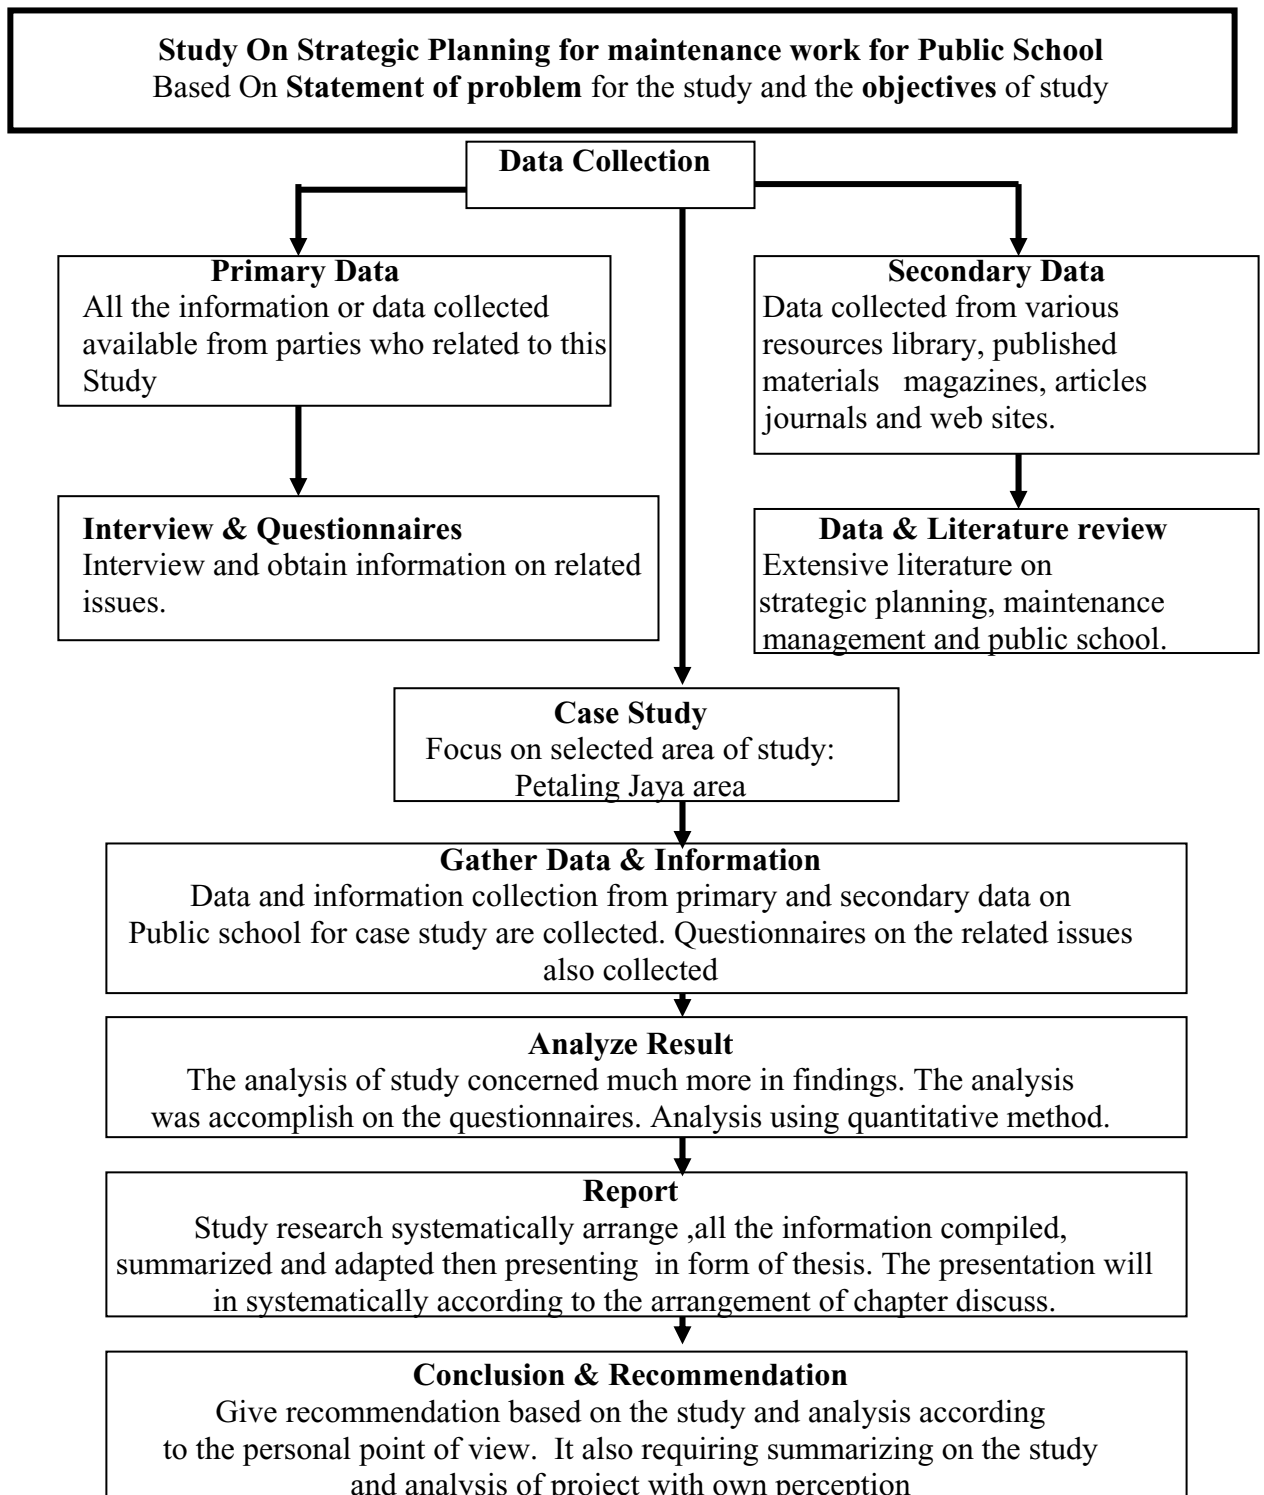 Study On Strategic Planning for maintenance work for Public School
Based On Statement of problem for the study and the objectives of study
Data Collection
Primary Data
All the information or data collected
available from parties who related to this
Study
Secondary Data
Data collected from various
resources library, published
materials   magazines, articles
journals and web sites.
Interview & Questionnaires
Interview and obtain information on related
issues.
Data & Literature review
Extensive literature on
strategic planning, maintenance
management and public school.
Case Study
Focus on selected area of study:
Petaling Jaya area
Gather Data & Information
Data and information collection from primary and secondary data on
Public school for case study are collected. Questionnaires on the related issues
also collected
Analyze Result
The analysis of study concerned much more in findings. The analysis
was accomplish on the questionnaires. Analysis using quantitative method.
Report
Study research systematically arrange ,all the information compiled,
summarized and adapted then presenting  in form of thesis. The presentation will
in systematically according to the arrangement of chapter discuss.
Conclusion & Recommendation
Give recommendation based on the study and analysis according
to the personal point of view.  It also requiring summarizing on the study
and analysis of project with own perception